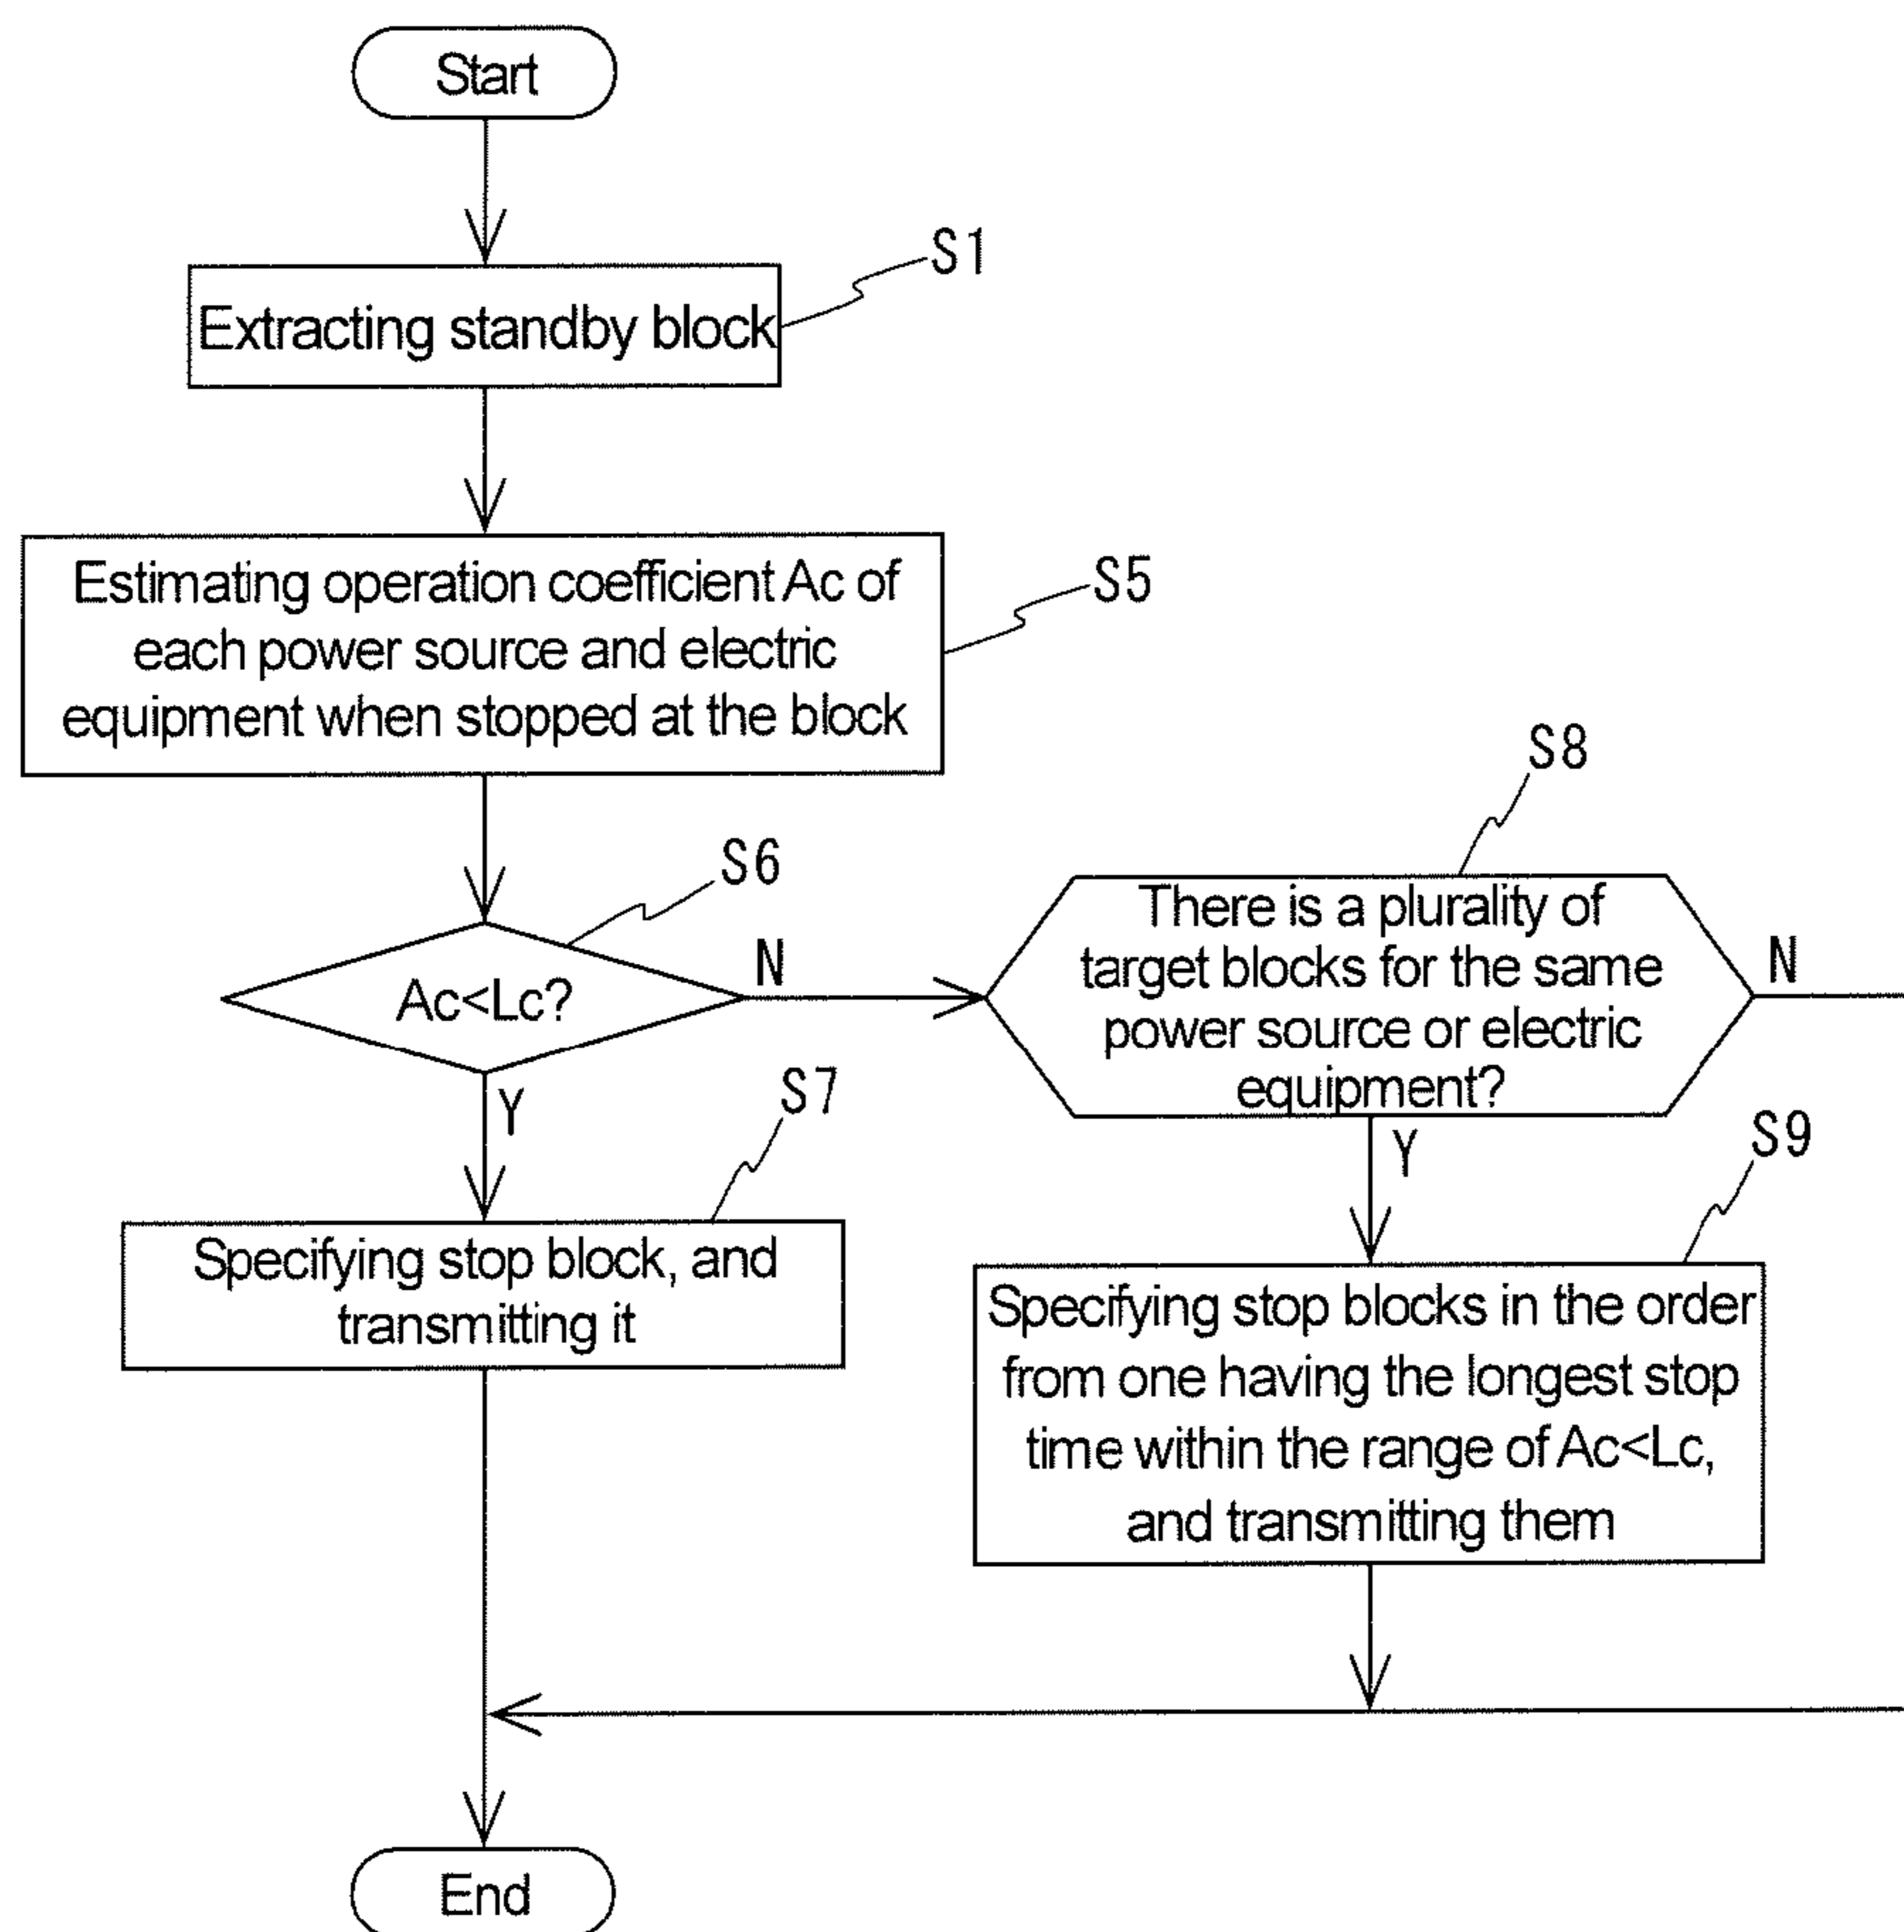 Start
S1
Extracting standby block
S5
Estimating operation coefficient Ac of
each power source and electric
equipment when stopped at the block
S6
Ac<Lc?
N
Y
S8
There is a plurality of
target blocks for the same
power source or electric
equipment?
N
Y
S7
Specifying stop block, and
transmitting it
S9
Specifying stop blocks in the order
from one having the longest stop
time within the range of Ac<Lc,
and transmitting them
End